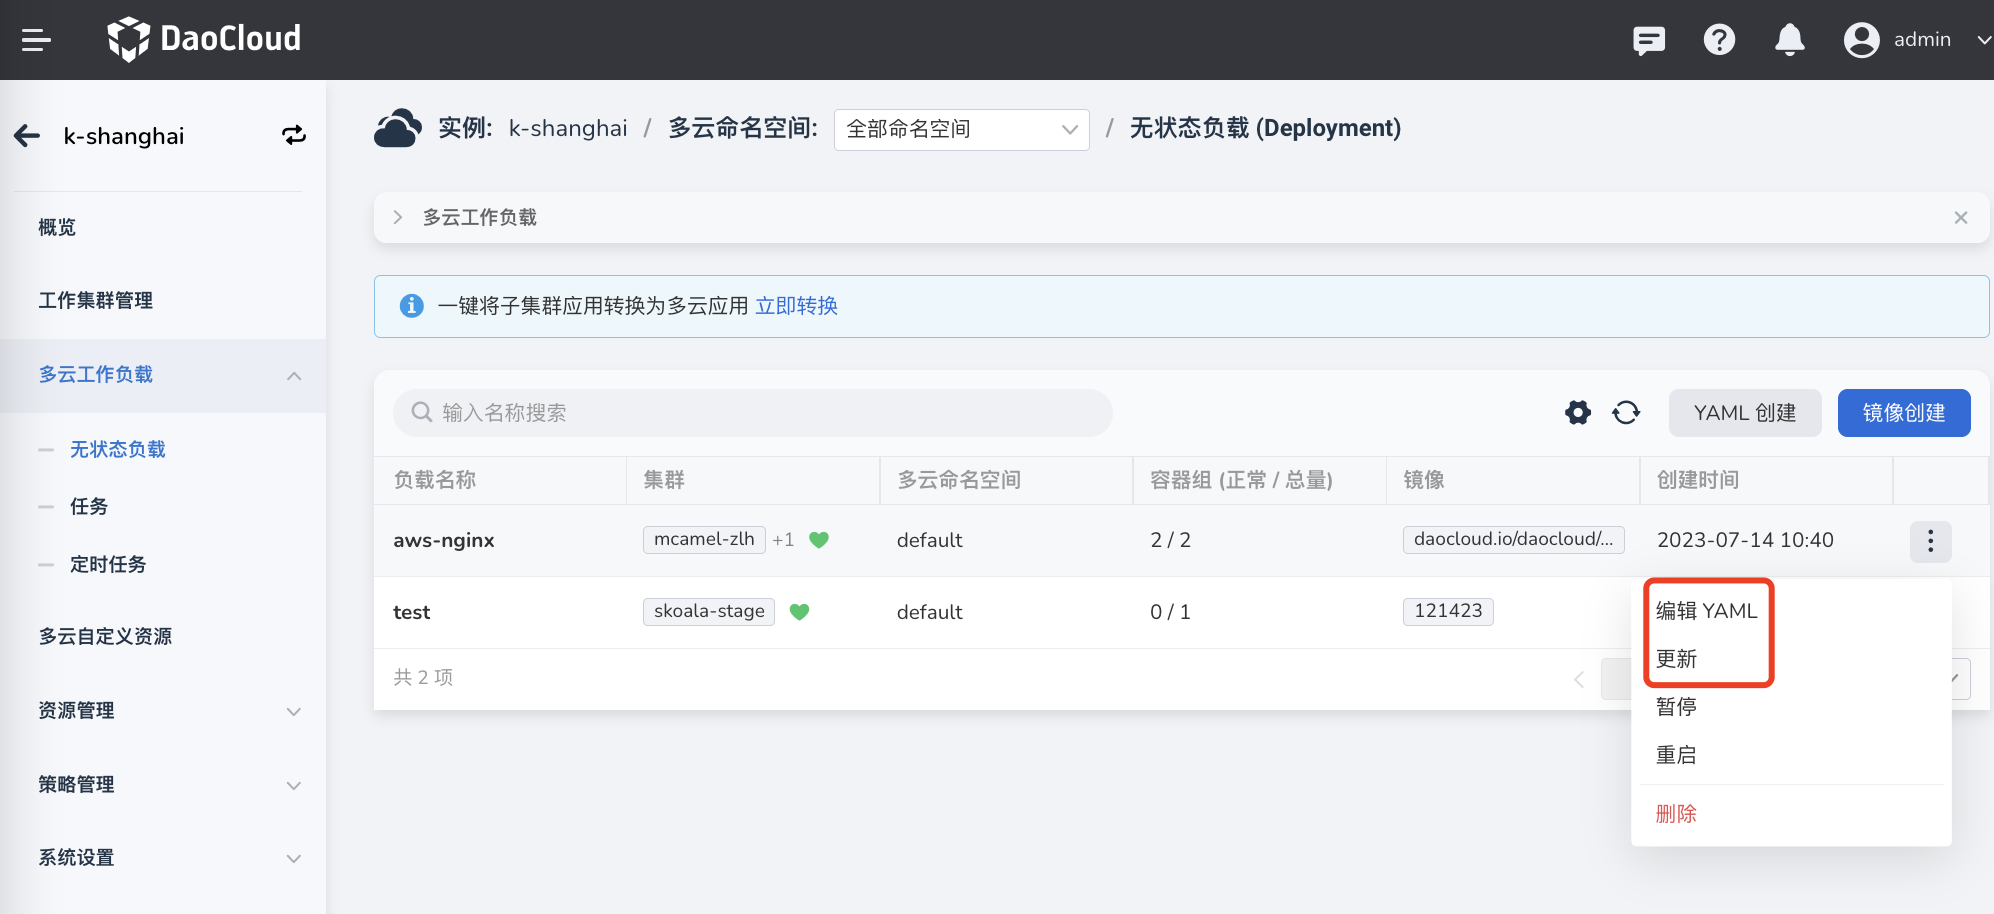 DaoCloud
admin
k-shanghai
概览
工作集群管理
多云工作负载
无状态负载
任务
定时任务
多云自定义资源
资源管理
策略管理
系统设置
实例: k-shanghai / 多云命名空间: 全部命名空间 / 无状态负载 (Deployment)
多云工作负载
一键将子集群应用转换为多云应用 立即转换
输入名称搜索
YAML 创建
镜像创建
负载名称 集群 多云命名空间 容器组 (正常 / 总量) 镜像 创建时间
aws-nginx mcamel-zlh +1 default 2 / 2 daocloud.io/daocloud/... 2023-07-14 10:40
test skoala-stage default 0 / 1 121423
共 2 项
编辑 YAML
更新
暂停
重启
删除